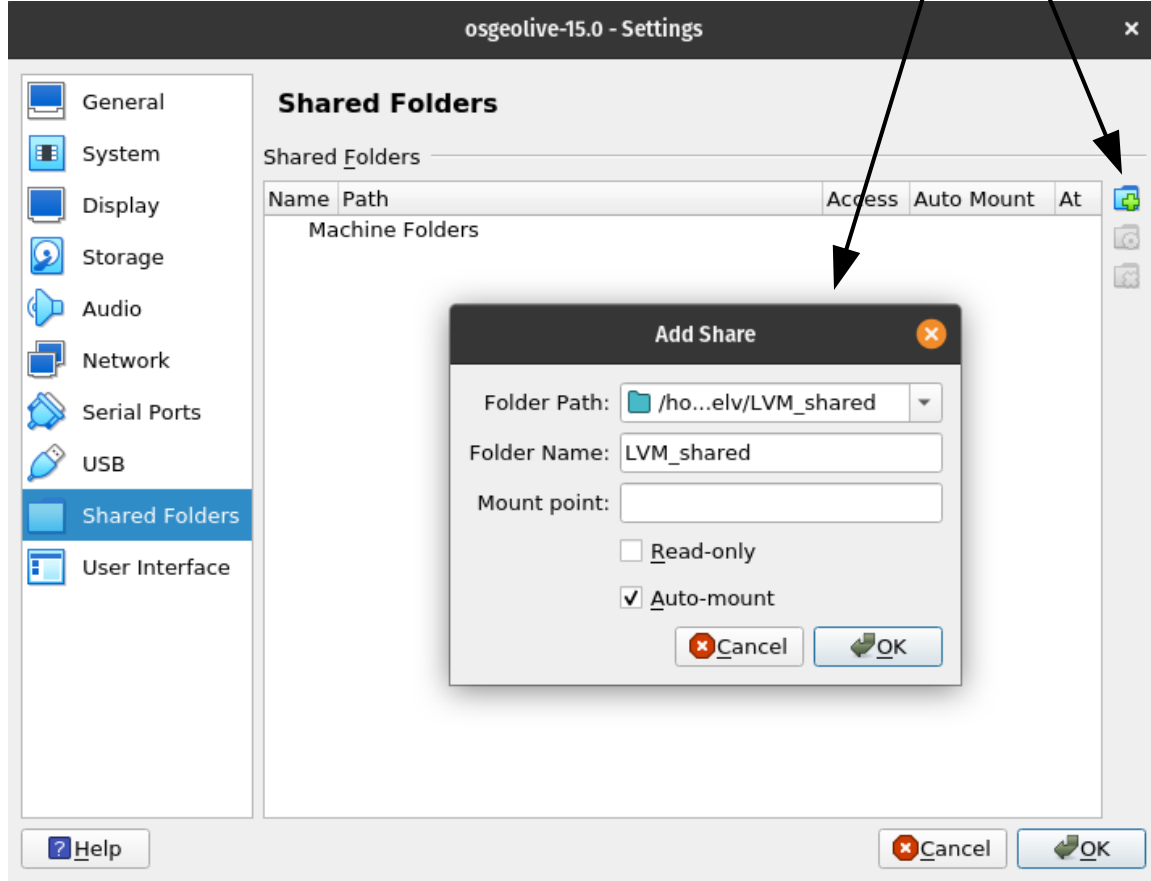 osgeolive-15.0 - Settings
General
System
Display
Storage
Audio
Network
Serial Ports
USB
Shared Folders
User Interface
Shared Folders
Shared Folders
Name Path Access Auto Mount At
Machine Folders
Add Share
Folder Path: /ho...elv/LVM_shared
Folder Name: LVM_shared
Mount point:
Read-only
Auto-mount
Cancel OK
Help Cancel OK